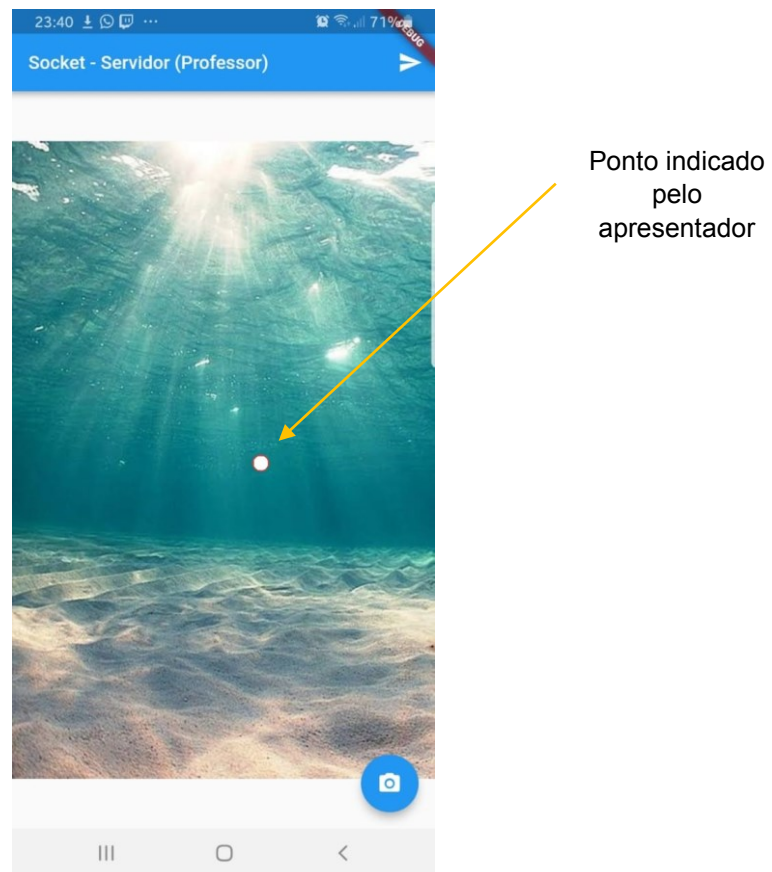 23:40
71%
DEBUG
Socket - Servidor (Professor)
Ponto indicado
pelo
apresentador